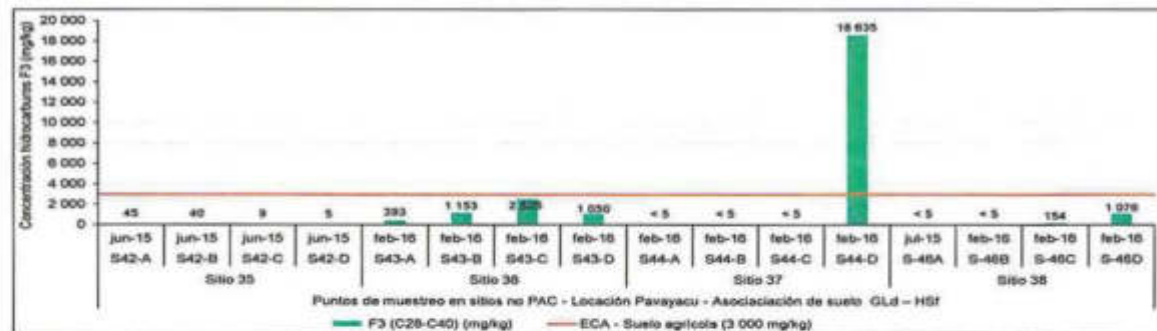 Concentración hidrocarburos F3 (mg/kg)
20 000
18 000
16 000
14 000
12 000
10 000
8 000
6 000
4 000
2 000
0
45 40 9 5 393 1 153 1 050 < 5 < 5 < 5 18 635 < 5 < 5 154 1 076
jun-15 jun-15 jun-15 jun-15 feb-16 feb-16 feb-16 feb-16 feb-16 feb-16 feb-16 feb-16 jul-15 feb-16 feb-16 feb-16
S42-A S42-B S42-C S42-D S43-A S43-B S43-C S43-D S44-A S44-B S44-C S44-D S-46A S-46B S-46C S-46D
Sitio 35 Sitio 36 Sitio 37 Sitio 38
Puntos de muestreo en sitios no PAC - Locación Pavayacu - Asociaciación de suelo GLd – HSf
F3 (C28-C40) (mg/kg) ECA - Suelo agrícola (3 000 mg/kg)